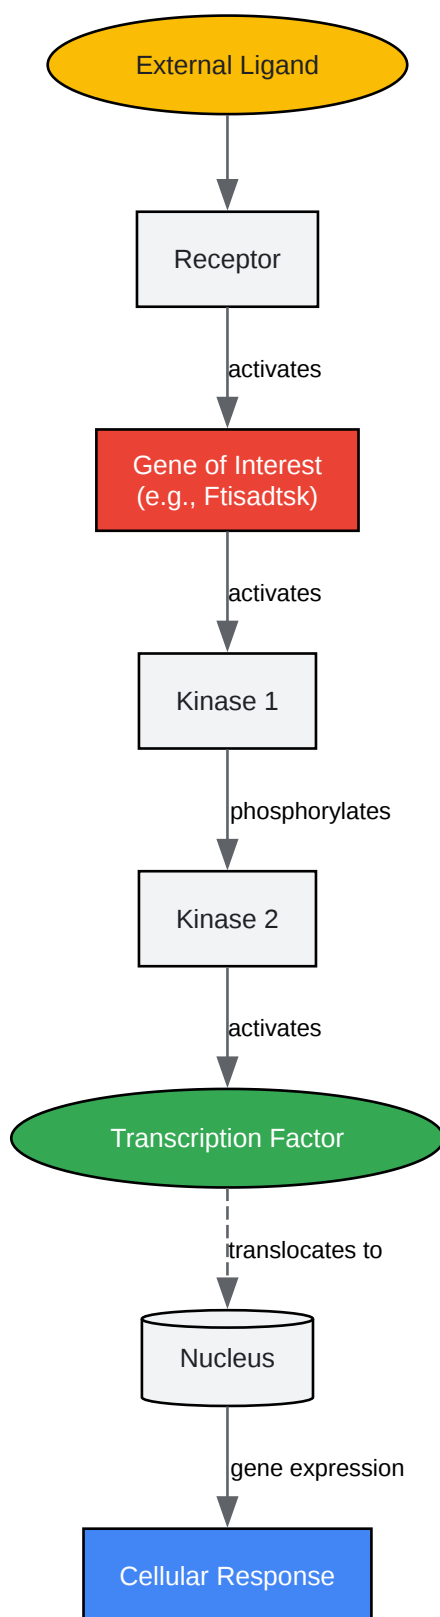 External Ligand
Receptor
activates
Gene of Interest
(e.g., Ftisadtsk)
activates
Kinase 1
phosphorylates
Kinase 2
activates
Transcription Factor
translocates to
Nucleus
gene expression
Cellular Response